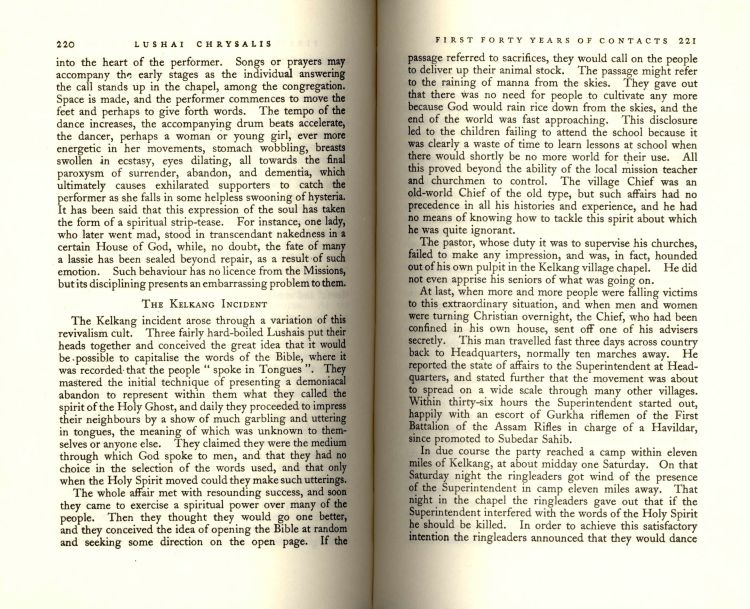 220 LUSHAI CHRYSALIS
into the heart of the performer. Songs or prayers may
accompany the early stages as the individual answering
the call stands up in the chapel, among the congregation.
Space is made, and the performer commences to move the
feet and perhaps to give forth words. The tempo of the
dance increases, the accompanying drum beats accelerate,
the dancer, perhaps a woman or young girl, ever more
energetic in her movements, stomach wobbling, breasts
swollen in ecstasy, eyes dilating, all towards the final
paroxysm of surrender, abandon, and dementia, which
ultimately causes exhilarated supporters to catch the
performer as she falls in some helpless swooning of hysteria.
It has been said that this expression of the soul has taken
the form of a spiritual strip-tease. For instance, one lady,
who later went mad, stood in transcendant nakedness in a
certain House of God, while, no doubt, the fate of many
a lassie has been sealed beyond repair, as a result of such
emotion. Such behaviour has no licence from the Missions,
but its disciplining presents an embarrassing problem to them.
THE KELKANG INCIDENT
The Kelkang incident arose through a variation of this
revivalism cult. Three fairly hard-boiled Lushais put their
heads together and conceived the great idea that it would
be possible to capitalise the words of the Bible, where it
was recorded that the people “ spoke in Tongues ”. They
mastered the initial technique of presenting a demoniacal
abandon to represent within them what they called the
spirit of the Holy Ghost, and daily they proceeded to impress
their neighbours by a show of much garbling and uttering
in tongues, the meaning of which was unknown to them-
selves or anyone else. They claimed they were the medium
through which God spoke to men, and that they had no
choice in the selection of the words used, and that only
when the Holy Spirit moved could they make such utterings.
The whole affair met with resounding success, and soon
they came to exercise a spiritual power over many of the
people. Then they thought they would go one better,
and they conceived the idea of opening the Bible at random
and seeking some direction on the open page. If the
FIRST FORTY YEARS OF CONTACTS 221
passage referred to sacrifices, they would call on the people
to deliver up their animal stock. The passage might refer
to the raining of manna from the skies. They gave out
that there was no need for people to cultivate any more
because God would rain rice down from the skies, and the
end of the world was fast approaching. This disclosure
led to the children failing to attend the school because it
was clearly a waste of time to learn lessons at school when
there would shortly be no more world for their use. All
this proved beyond the ability of the local mission teacher
and churchmen to control. The village Chief was an
old-world Chief of the old type, but such affairs had no
precedence in all his histories and experience, and he had
no means of knowing how to tackle this spirit about which
he was quite ignorant.
The pastor, whose duty it was to supervise his churches,
failed to make any impression, and was, in fact, hounded
out of his own pulpit in the Kelkang village chapel. He did
not even apprise his seniors of what was going on.
At last, when more and more people were falling victims
to this extraordinary situation, and when men and women
were turning Christian overnight, the Chief, who had been
confined in his own house, sent off one of his advisers
secretly. This man travelled fast three days across country
back to Headquarters, normally ten marches away. He
reported the state of affairs to the Superintendent at Head-
quarters, and stated further that the movement was about
to spread on a wide scale through many other villages.
Within thirty-six hours the Superintendent started out,
happily with an escort of Gurkha riflemen of the First
Battalion of the Assam Rifles in charge of a Havildar,
since promoted to Subedar Sahib.
In due course the party reached a camp within eleven
miles of Kelkang, at about midday one Saturday. On that
Saturday night the ringleaders got wind of the presence
of the Superintendent in camp eleven miles away. That
night in the chapel the ringleaders gave out that if the
Superintendent interfered with the words of the Holy Spirit
he should be killed. In order to achieve this satisfactory
intention the ringleaders announced that they would dance